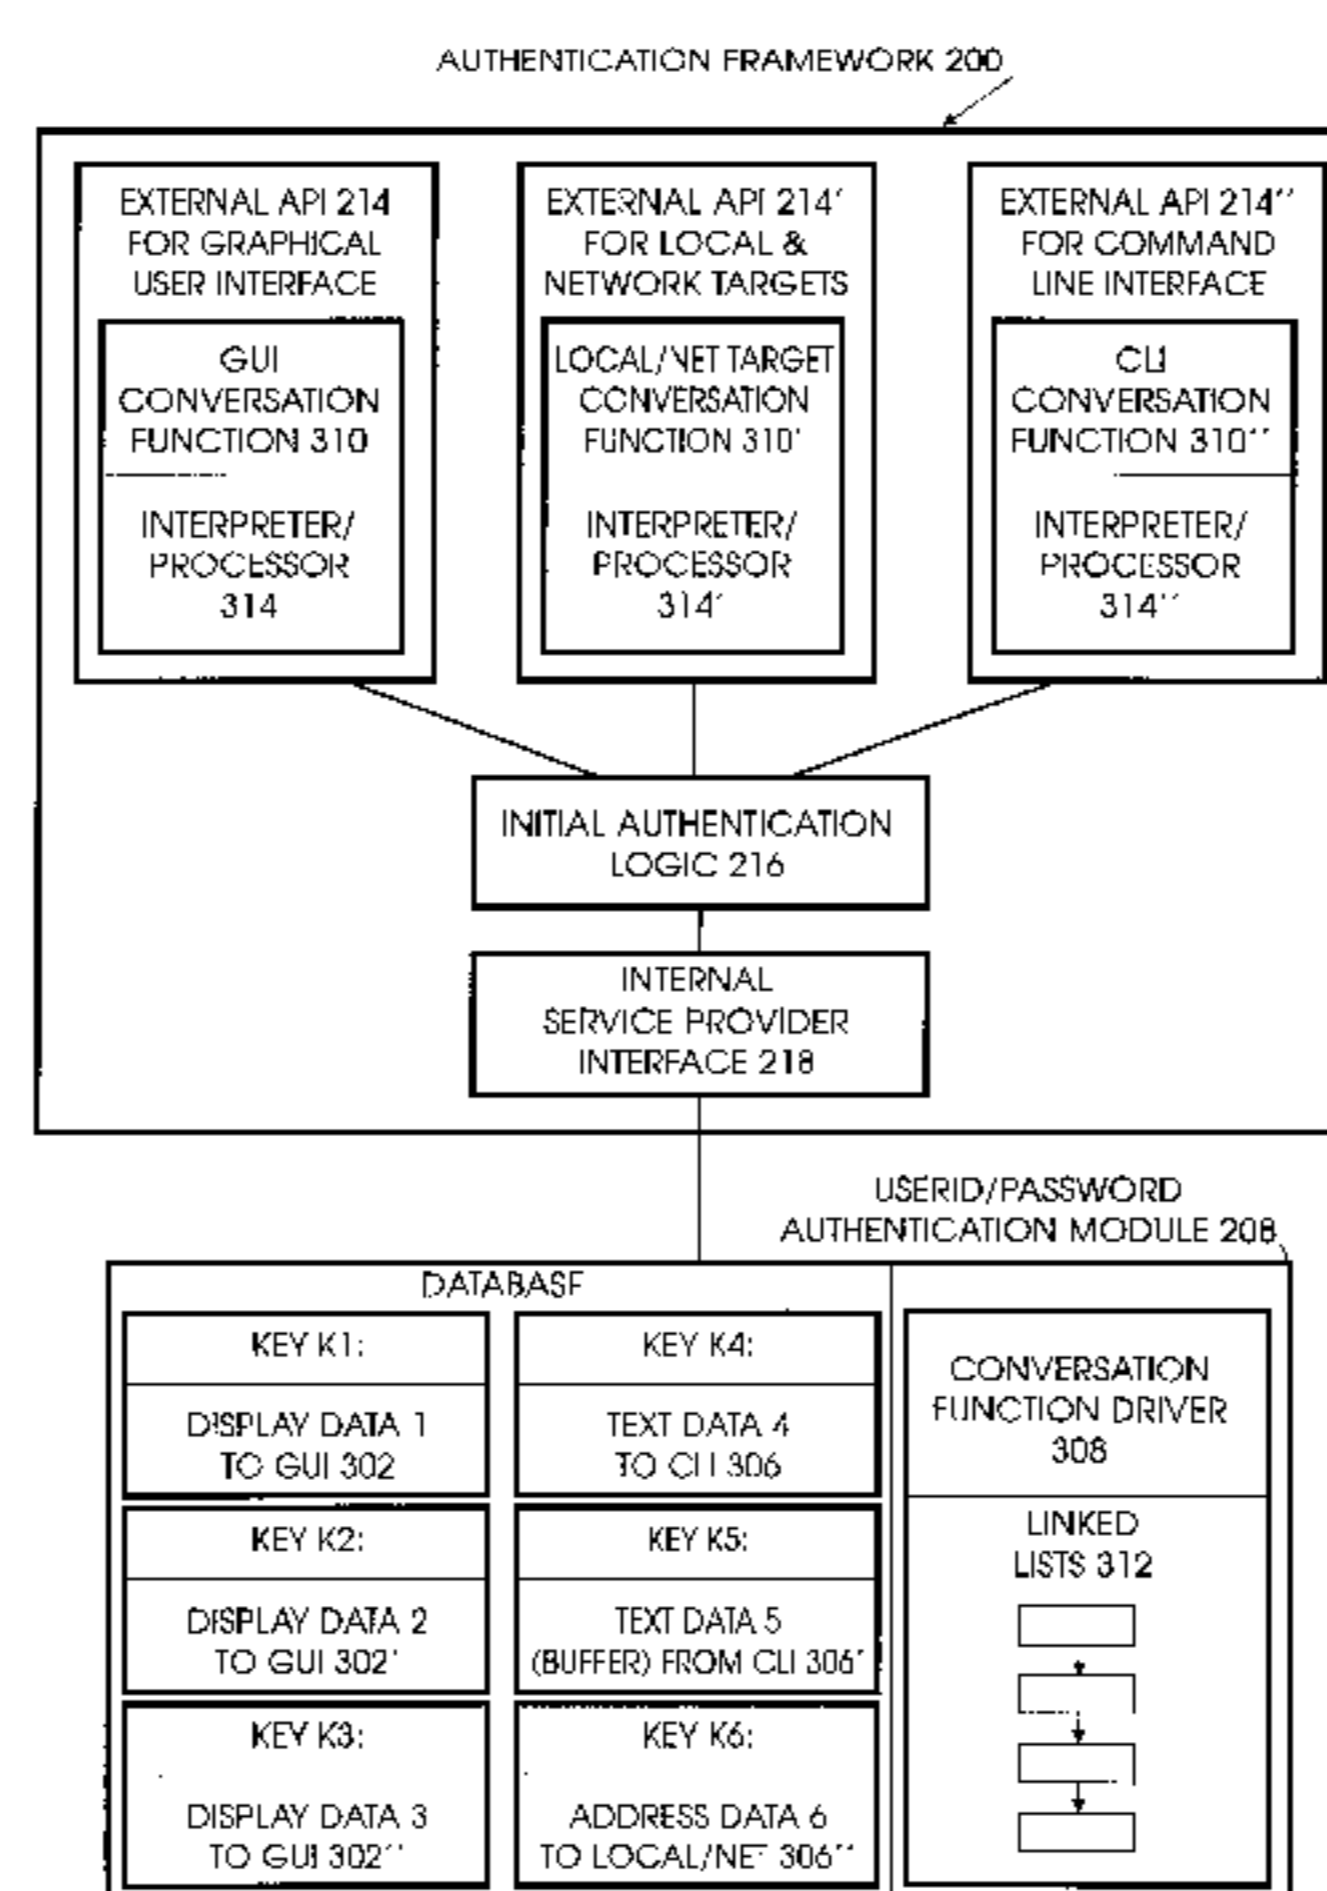 AUTHENTICATION FRAMEWORK 200
EXTERNAL API 214
FOR GRAPHICAL
USER INTERFACE
GUI
CONVERSATION
FUNCTION 310
INTERPRETER/
PROCESSOR
314
EXTERNAL API 214'
FOR LOCAL &
NETWORK TARGETS
LOCAL/NET TARGET
CONVERSATION
FUNCTION 310'
INTERPRETER/
PROCESSOR
314'
EXTERNAL API 214''
FOR COMMAND
LINE INTERFACE
CLI
CONVERSATION
FUNCTION 310''
INTERPRETER/
PROCESSOR
314''
INITIAL AUTHENTICATION
LOGIC 216
INTERNAL
SERVICE PROVIDER
INTERFACE 218
USERID/PASSWORD
AUTHENTICATION MODULE 208
DATABASE
KEY K1:
DISPLAY DATA 1
TO GUI 302
KEY K2:
DISPLAY DATA 2
TO GUI 302'
KEY K3:
DISPLAY DATA 3
TO GUI 302''
KEY K4:
TEXT DATA 4
TO CLI 306
KEY K5:
TEXT DATA 5
(BUFFER) FROM CLI 306'
KEY K6:
ADDRESS DATA 6
TO LOCAL/NET 306''
CONVERSATION
FUNCTION DRIVER
308
LINKED
LISTS 312